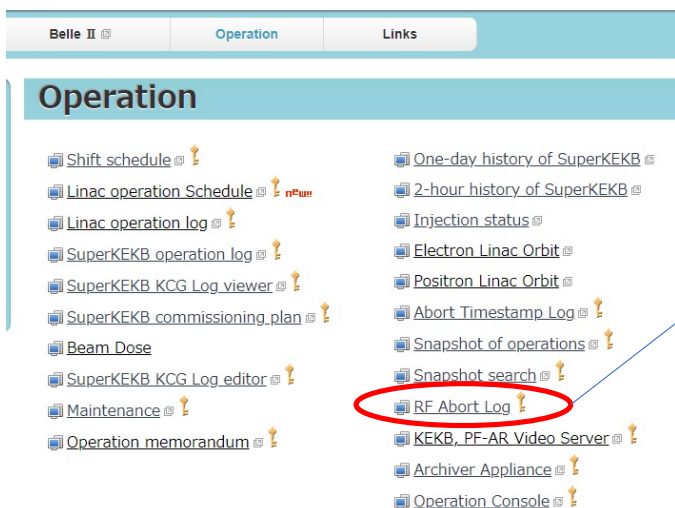 Belle II
Operation
Links
Operation
Shift schedule
Linac operation Schedule new!!
Linac operation log
SuperKEKB operation log
SuperKEKB KCG Log viewer
SuperKEKB commissioning plan
Beam Dose
SuperKEKB KCG Log editor
Maintenance
Operation memorandum
One-day history of SuperKEKB
2-hour history of SuperKEKB
Injection status
Electron Linac Orbit
Positron Linac Orbit
Abort Timestamp Log
Snapshot of operations
Snapshot search
RF Abort Log
KEKB, PF-AR Video Server
Archiver Appliance
Operation Console